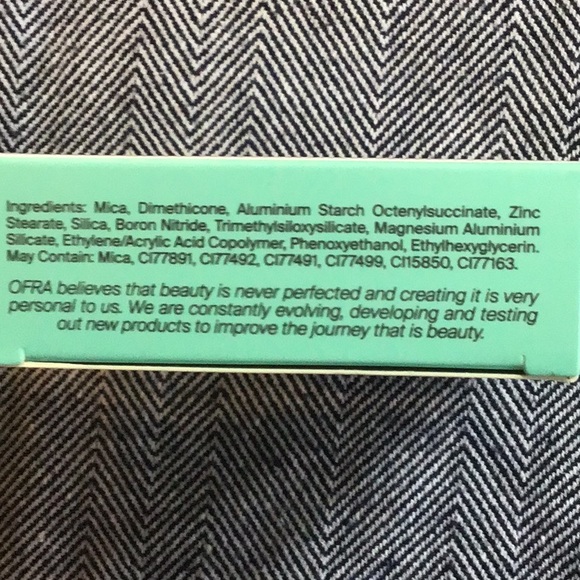 Ingredients: Mica, Dimethicone, Aluminium Starch Octenylsuccinate, Zinc
Stearate, Silica, Boron Nitride, Trimethylsiloxysilicate, Magnesium Aluminium
Silicate, Ethylene/Acrylic Acid Copolymer, Phenoxyethanol, Ethylhexyglycerin.
May Contain: Mica, CI77891, CI77492, CI77491, CI77499, CI15850, CI77163.
OFRA believes that beauty is never perfected and creating it is very
personal to us. We are constantly evolving, developing and testing
out new products to improve the journey that is beauty.